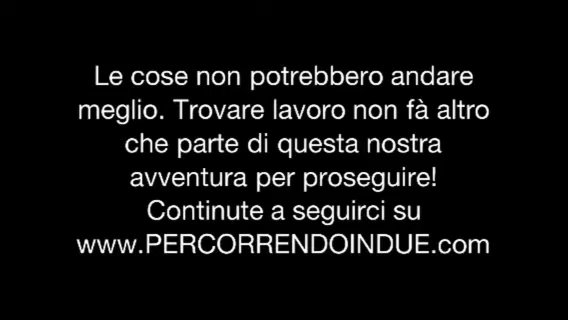 Le cose non potrebbero andare
meglio. Trovare lavoro non fà altro
che parte di questa nostra
avventura per proseguire!
Continute a seguirci su
www.PERCORRENDOINDUE.com